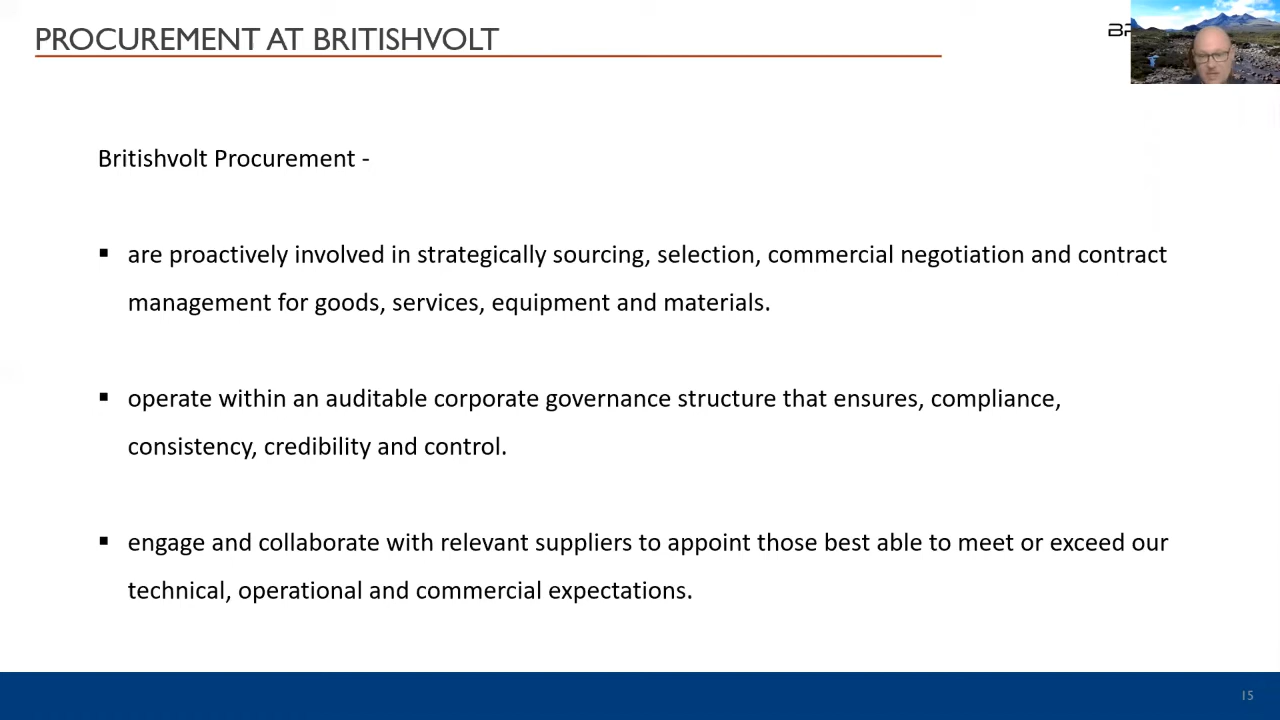 PROCUREMENT AT BRITISHVOLT
Britishvolt Procurement -
▪ are proactively involved in strategically sourcing, selection, commercial negotiation and contract
management for goods, services, equipment and materials.
▪ operate within an auditable corporate governance structure that ensures, compliance,
consistency, credibility and control.
▪ engage and collaborate with relevant suppliers to appoint those best able to meet or exceed our
technical, operational and commercial expectations.
15